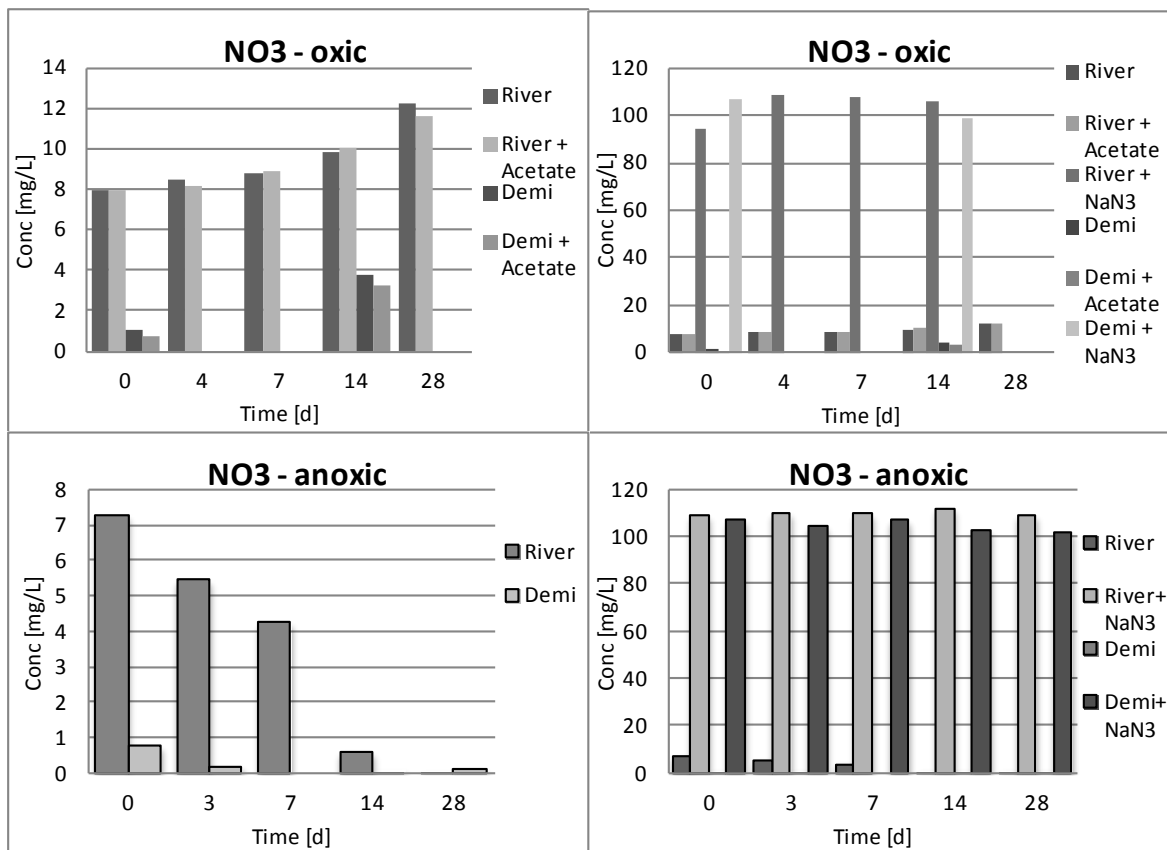 NO3 - oxic
14
12
10
8
6
4
2
0
Conc [mg/L]
0 4 7 14 28
Time [d]
River
River +
Acetate
Demi
Demi +
Acetate
NO3 - oxic
120
100
80
60
40
20
0
Conc [mg/L]
0 4 7 14 28
Time [d]
River
River +
Acetate
River +
NaN3
Demi
Demi +
Acetate
Demi +
NaN3
NO3 - anoxic
8
7
6
5
4
3
2
1
0
Conc [mg/L]
0 3 7 14 28
Time [d]
River
Demi
NO3 - anoxic
120
100
80
60
40
20
0
Conc [mg/L]
0 3 7 14 28
Time [d]
River
River+
NaN3
Demi
Demi+
NaN3